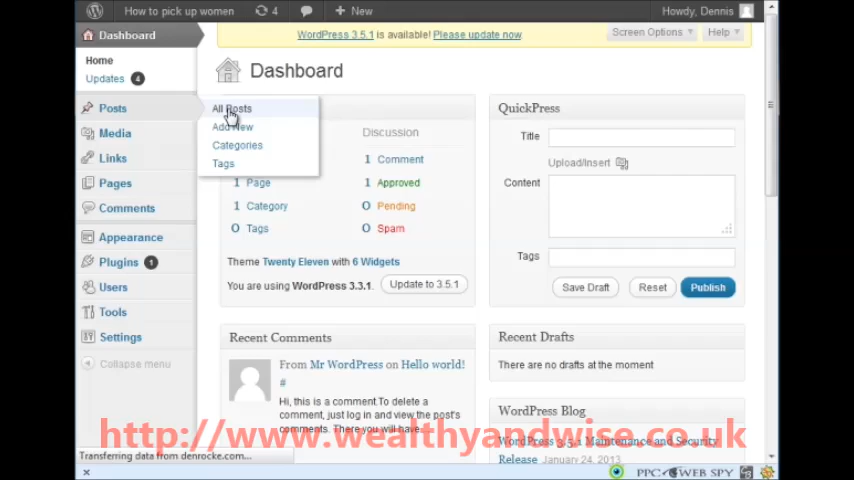 How to pick up women
4
New
Howdy, Dennis
Dashboard
WordPress 3.5.1 is available! Please update now.
Screen Options
Help
Home
Updates 4
Dashboard
Posts
All Posts
Add New
Categories
Tags
Media
Links
Pages
Comments
Appearance
Plugins 1
Users
Tools
Settings
Collapse menu
Discussion
1 Comment
1 Page
1 Approved
1 Category
0 Pending
0 Tags
0 Spam
Theme Twenty Eleven with 6 Widgets
You are using WordPress 3.3.1.
Update to 3.5.1
QuickPress
Title
Upload/Insert
Content
Tags
Save Draft
Reset
Publish
Recent Comments
From Mr WordPress on Hello world!
#
Hi, this is a comment.To delete a
comment, just log in and view the post's
comments. There you will have
Recent Drafts
There are no drafts at the moment
WordPress Blog
WordPress 3.5.1 Maintenance and Security
Release January 24, 2013
http://www.wealthyandwise.co.uk
Transferring data from denrocke.com...
PPC WEB SPY